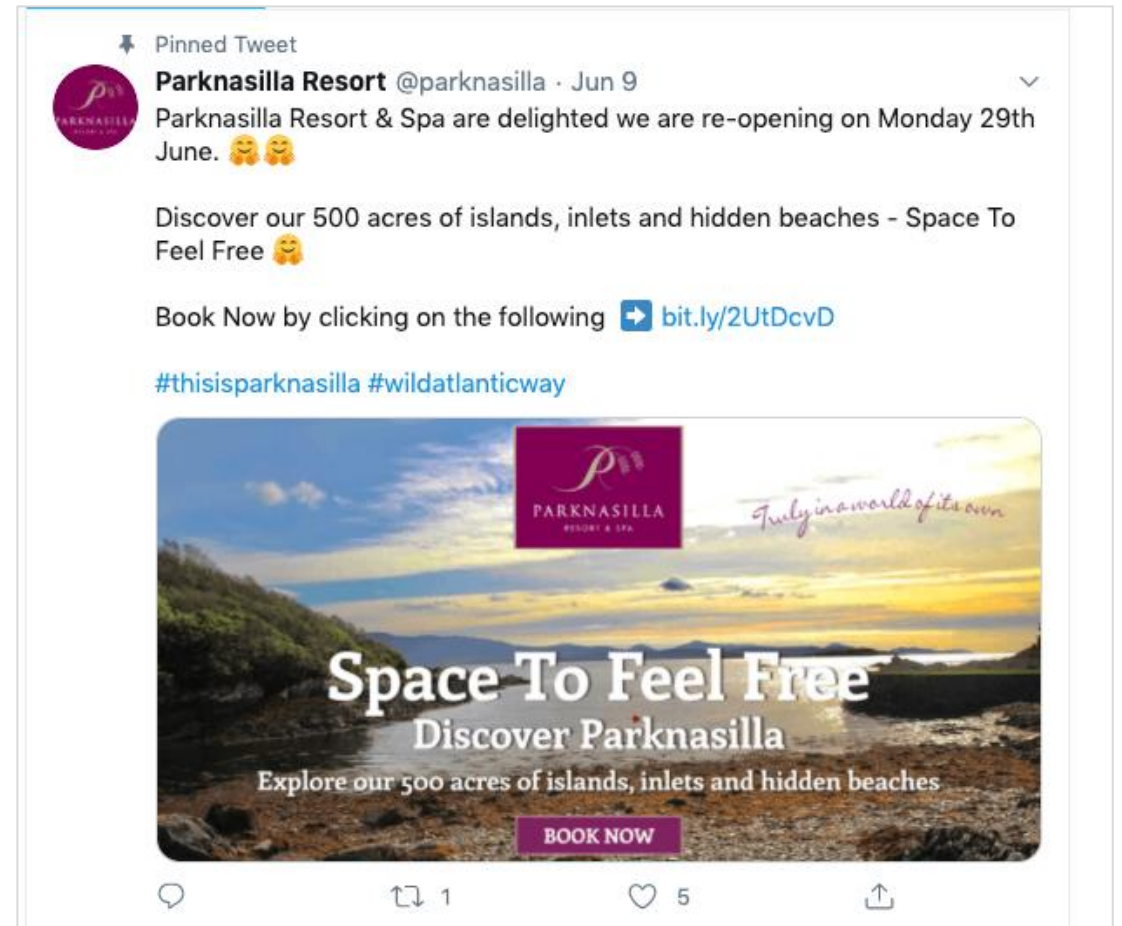 Pinned Tweet
Parknasilla Resort @parknasilla · Jun 9
Parknasilla Resort & Spa are delighted we are re-opening on Monday 29th
June. 🤗🤗
Discover our 500 acres of islands, inlets and hidden beaches - Space To
Feel Free 🤗
Book Now by clicking on the following ➡️ bit.ly/2UtDcvD
#thisisparknasilla #wildatlanticway
PARKNASILLA
RESORT & SPA
Truly in a world of its own
Space To Feel Free
Discover Parknasilla
Explore our 500 acres of islands, inlets and hidden beaches
BOOK NOW
1 5